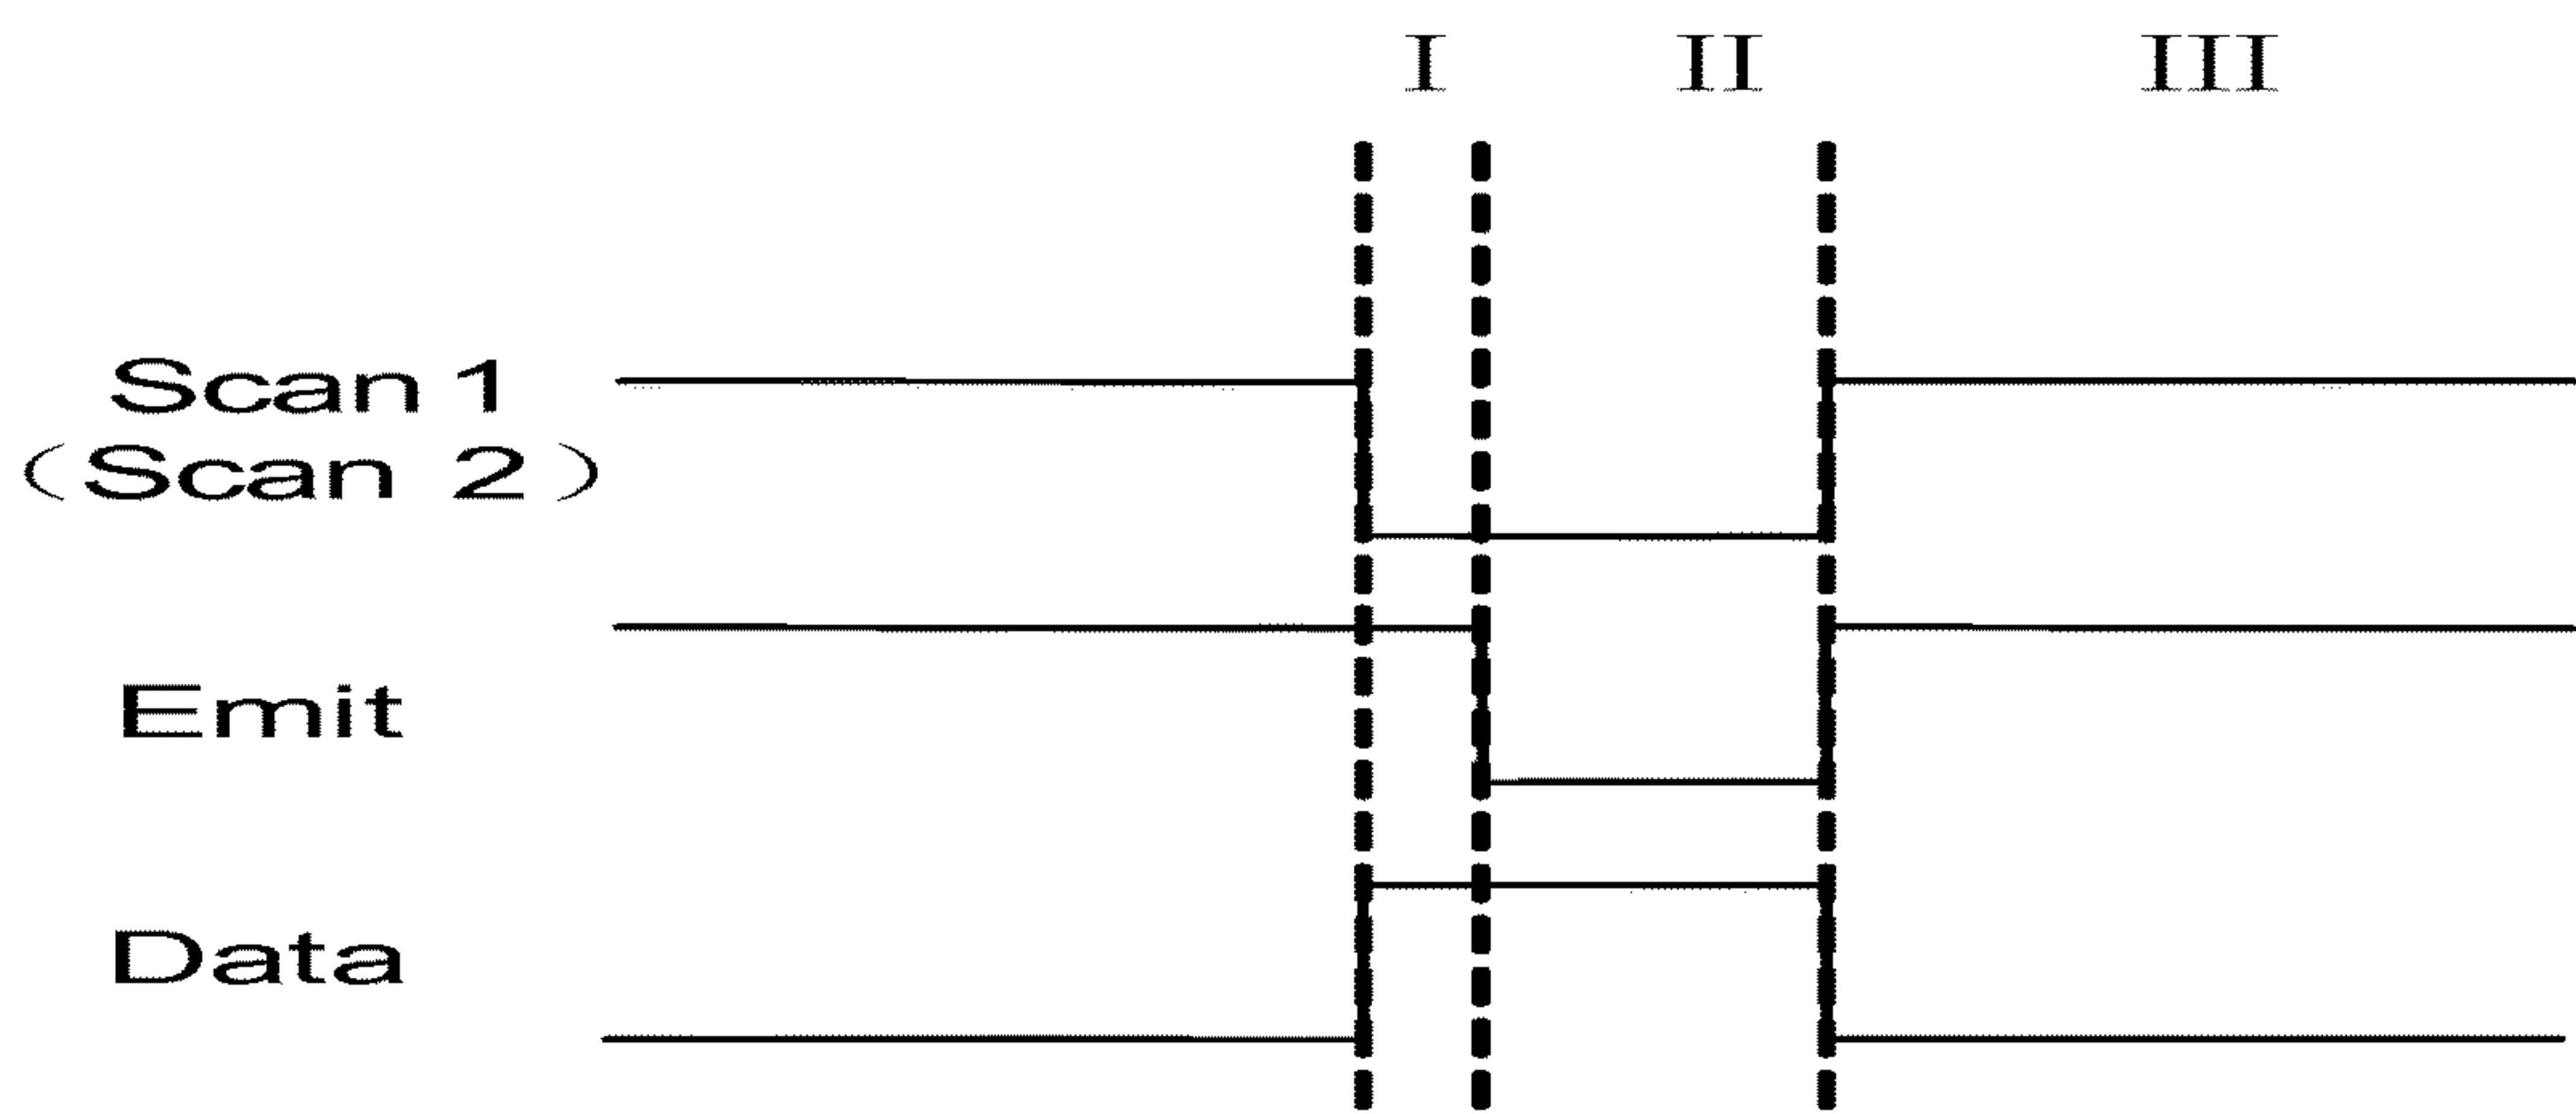 I II III
Scan 1
（Scan 2）
Emit
Data